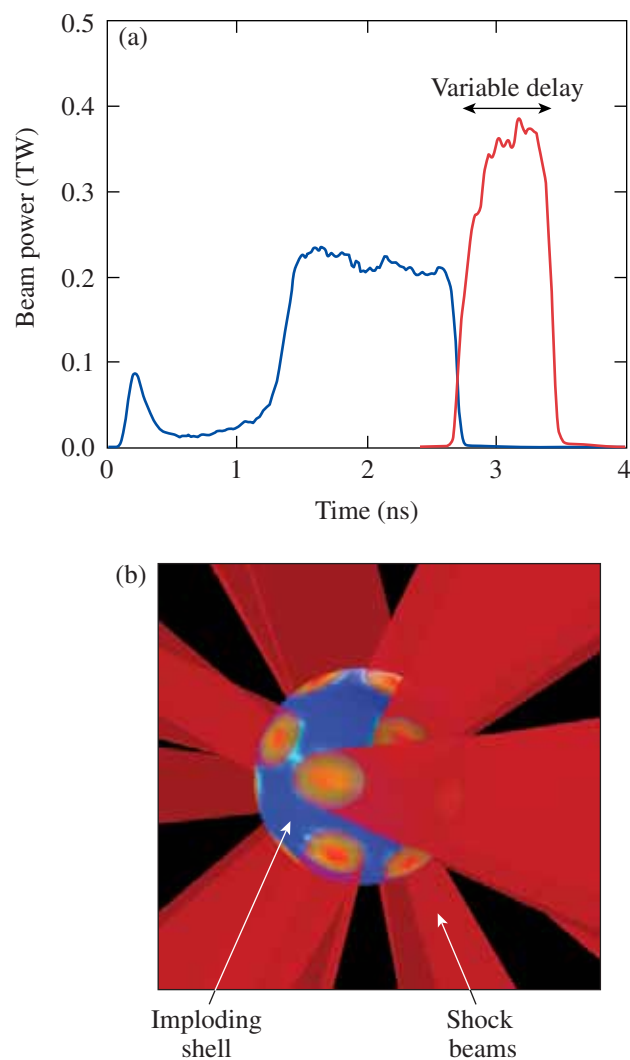 (a)
0.5
0.4
0.3
0.2
0.1
0.0
Beam power (TW)
Variable delay
0 1 2 3 4
Time (ns)
(b)
Imploding
shell
Shock
beams